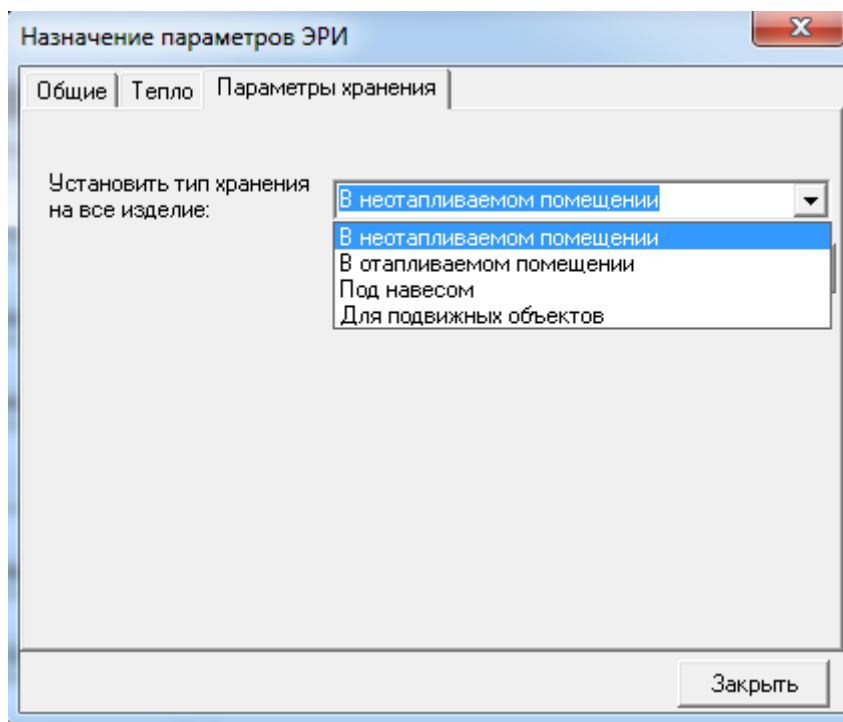 Назначение параметров ЭРИ
Общие Тепло Параметры хранения
Установить тип хранения
на все изделие:
В неотапливаемом помещении
В неотапливаемом помещении
В отапливаемом помещении
Под навесом
Для подвижных объектов
Закрыть